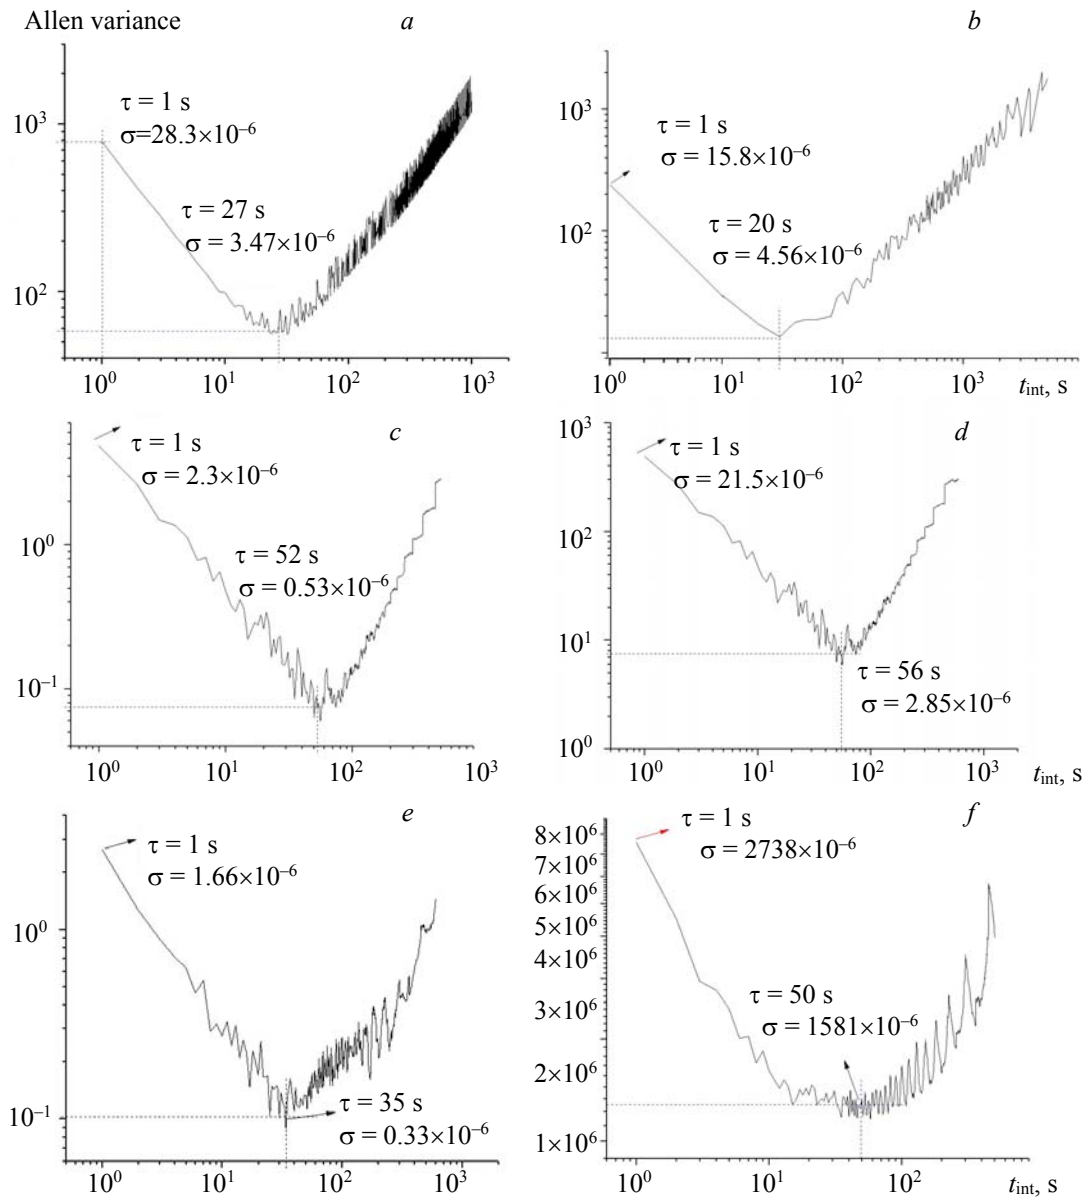 Allen variance
a
τ = 1 s
σ=28.3×10⁻⁶
τ = 27 s
σ = 3.47×10⁻⁶
10³
10²
10⁰ 10¹ 10² 10³
b
τ = 1 s
σ = 15.8×10⁻⁶
τ = 20 s
σ = 4.56×10⁻⁶
10³
10²
10⁰ 10¹ 10² 10³ t_int, s
c
τ = 1 s
σ = 2.3×10⁻⁶
τ = 52 s
σ = 0.53×10⁻⁶
10⁰
10⁻¹
10⁰ 10¹ 10² 10³
d
τ = 1 s
σ = 21.5×10⁻⁶
τ = 56 s
σ = 2.85×10⁻⁶
10³
10²
10¹
10⁰
10⁰ 10¹ 10² 10³ t_int, s
e
τ = 1 s
σ = 1.66×10⁻⁶
τ = 35 s
σ = 0.33×10⁻⁶
10⁰
10⁻¹
10⁰ 10¹ 10² 10³
f
τ = 1 s
σ = 2738×10⁻⁶
τ = 50 s
σ = 1581×10⁻⁶
8×10⁶
7×10⁶
6×10⁶
5×10⁶
4×10⁶
3×10⁶
2×10⁶
1×10⁶
10⁰ 10¹ 10² t_int, s